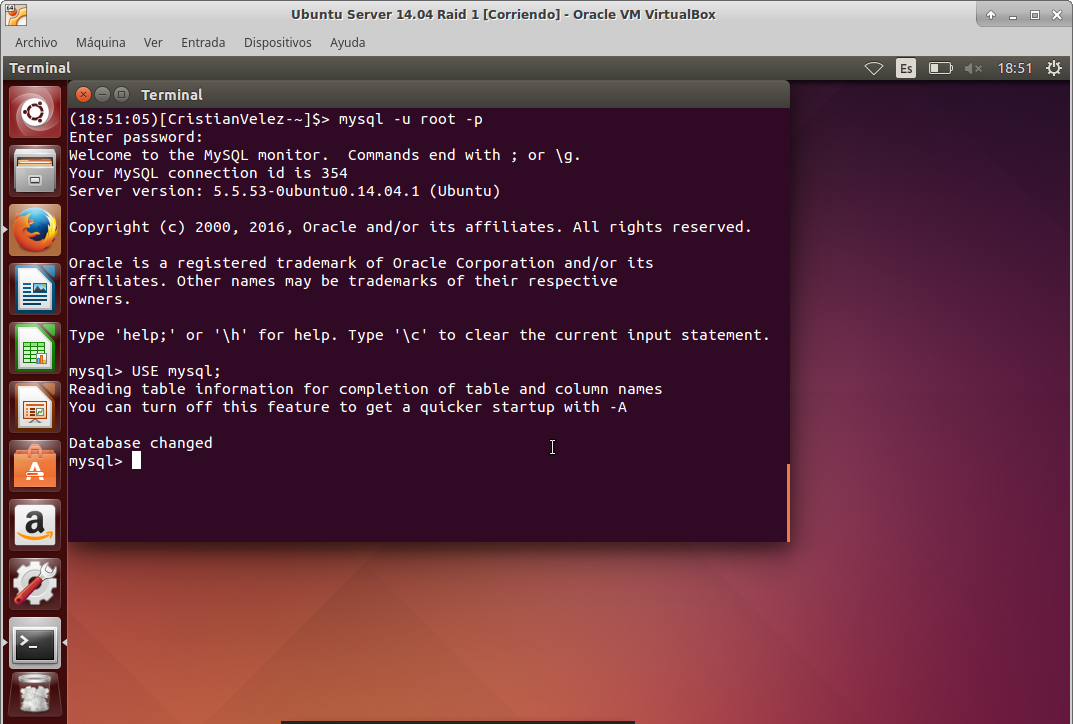 Ubuntu Server 14.04 Raid 1 [Corriendo] - Oracle VM VirtualBox
Archivo Máquina Ver Entrada Dispositivos Ayuda
Terminal Es 18:51
Terminal
(18:51:05)[CristianVelez-~]$> mysql -u root -p
Enter password:
Welcome to the MySQL monitor.  Commands end with ; or \g.
Your MySQL connection id is 354
Server version: 5.5.53-0ubuntu0.14.04.1 (Ubuntu)
Copyright (c) 2000, 2016, Oracle and/or its affiliates. All rights reserved.
Oracle is a registered trademark of Oracle Corporation and/or its
affiliates. Other names may be trademarks of their respective
owners.
Type 'help;' or '\h' for help. Type '\c' to clear the current input statement.
mysql> USE mysql;
Reading table information for completion of table and column names
You can turn off this feature to get a quicker startup with -A
Database changed
mysql>